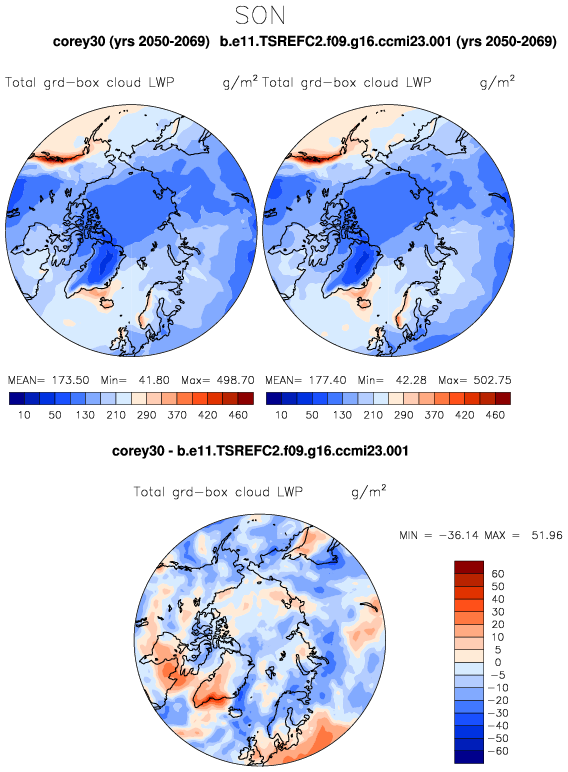 SON
corey30 (yrs 2050-2069) b.e11.TSREFC2.f09.g16.ccmi23.001 (yrs 2050-2069)
Total grd-box cloud LWP g/m² Total grd-box cloud LWP g/m²
MEAN= 173.50 Min= 41.80 Max= 498.70 MEAN= 177.40 Min= 42.28 Max= 502.75
10 50 130 210 290 370 420 460 10 50 130 210 290 370 420 460
corey30 - b.e11.TSREFC2.f09.g16.ccmi23.001
Total grd-box cloud LWP g/m²
MIN = -36.14 MAX = 51.96
60
50
40
30
20
10
5
0
-5
-10
-20
-30
-40
-50
-60